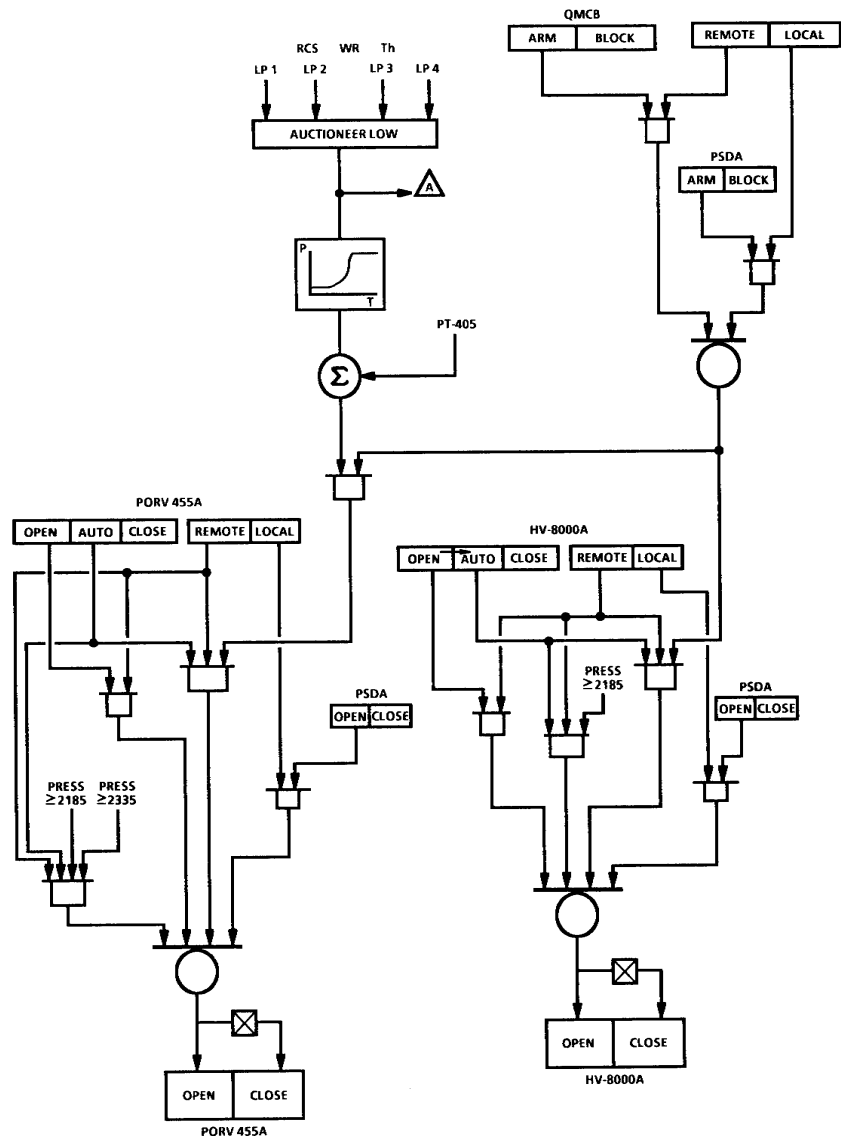 QMCB
ARM BLOCK
REMOTE LOCAL
RCS WR Th
LP 1 LP 2 LP 3 LP 4
AUCTIONEER LOW
PSDA
ARM BLOCK
A
P
T
PT-405
Σ
PORV 455A
OPEN AUTO CLOSE
REMOTE LOCAL
HV-8000A
OPEN AUTO CLOSE
REMOTE LOCAL
PRESS
≥2185
PSDA
OPEN CLOSE
PSDA
OPEN CLOSE
PRESS
≥2185
PRESS
≥2335
OPEN CLOSE
HV-8000A
OPEN CLOSE
PORV 455A